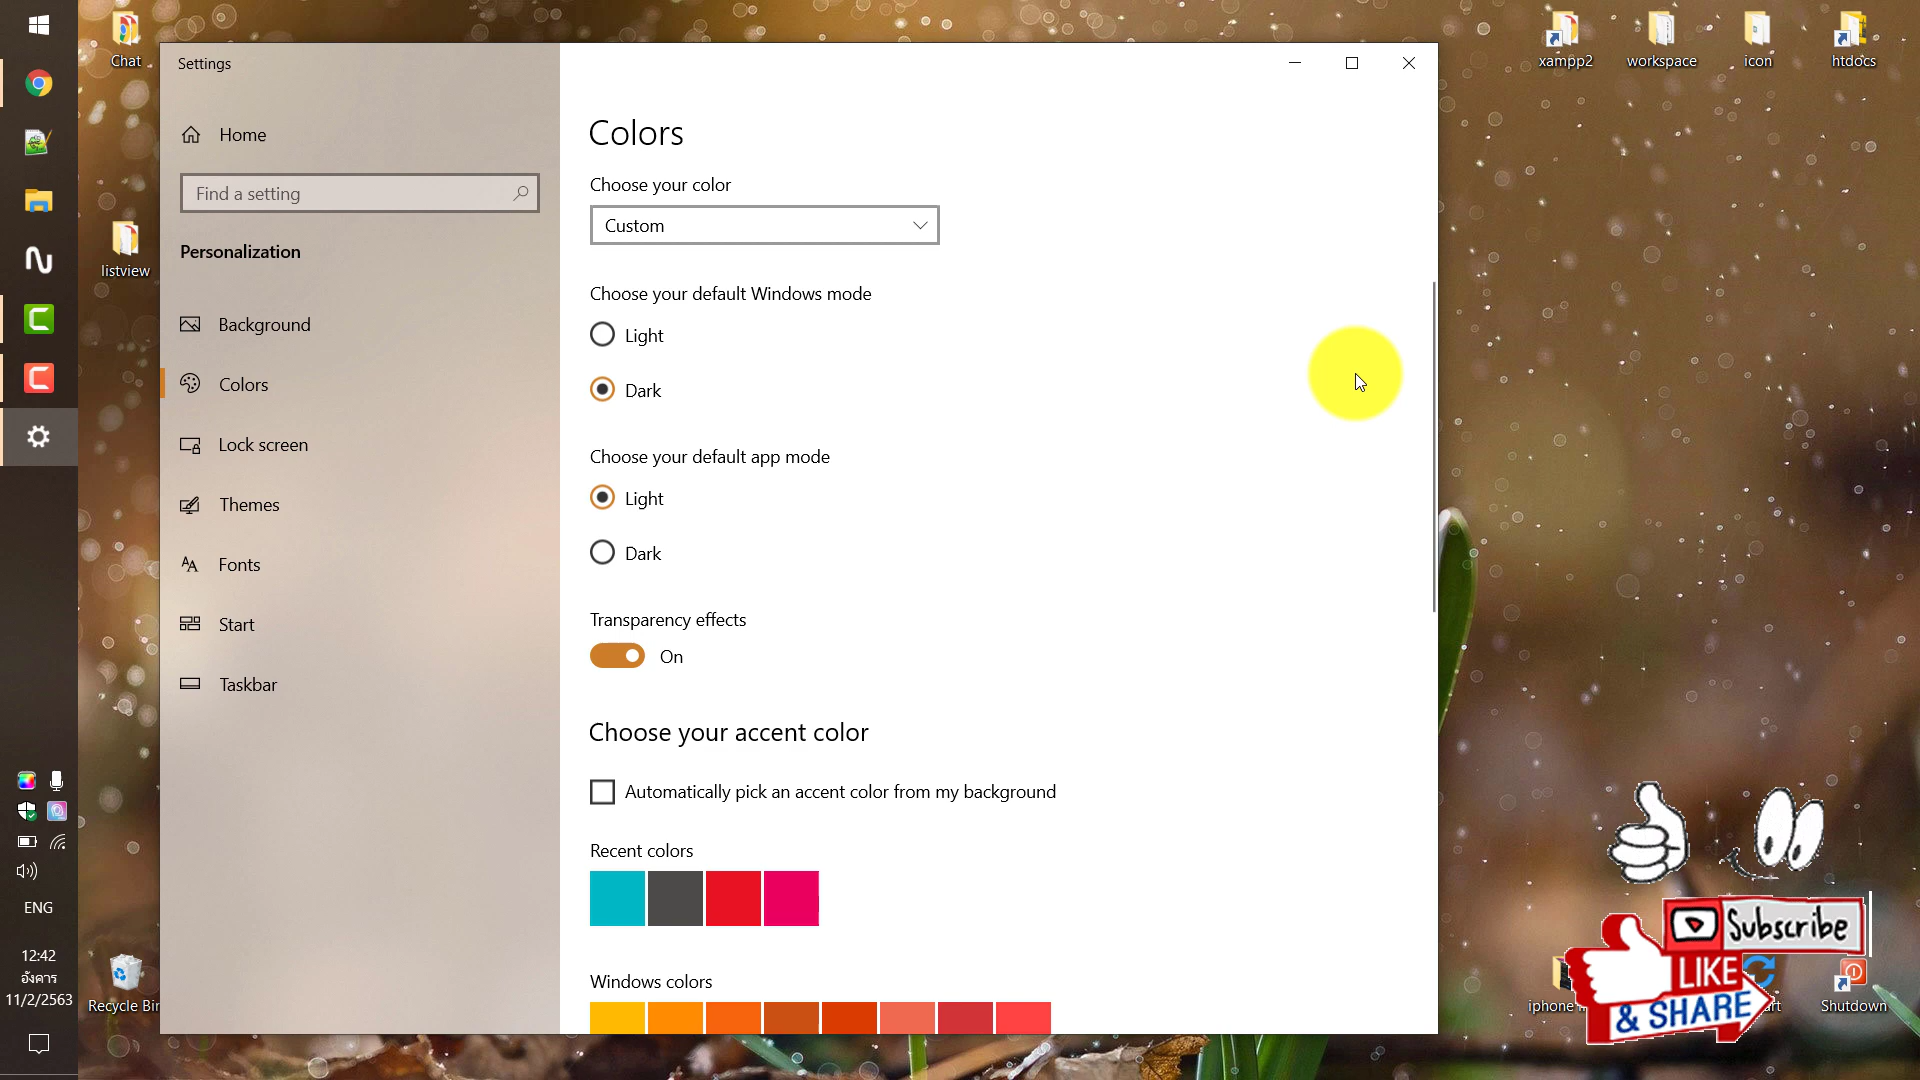 Chat
listview
Recycle Bin
ENG
12:42
อังคาร
11/2/2563
Settings
Home
Find a setting
Personalization
Background
Colors
Lock screen
Themes
Fonts
Start
Taskbar
Colors
Choose your color
Custom
Choose your default Windows mode
Light
Dark
Choose your default app mode
Light
Dark
Transparency effects
On
Choose your accent color
Automatically pick an accent color from my background
Recent colors
Windows colors
xampp2
workspace
icon
htdocs
Subscribe
LIKE
& SHARE
iphone
Shutdown